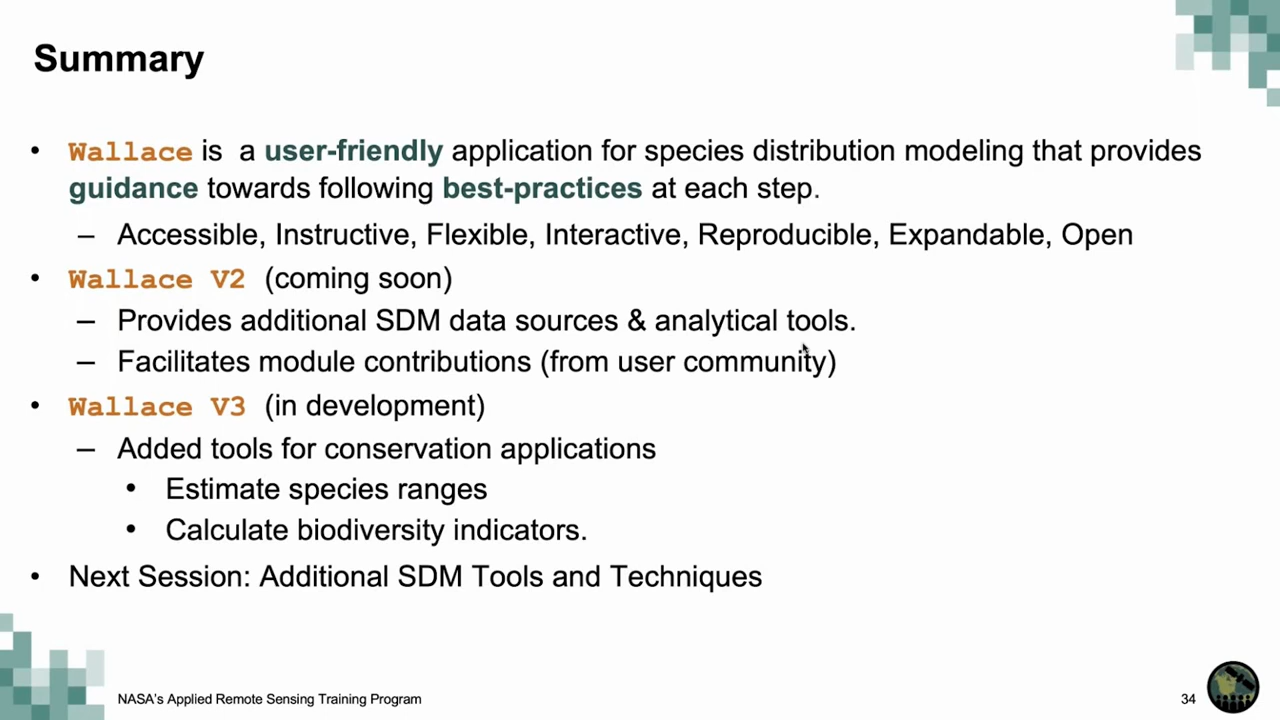 Summary
• Wallace is a user-friendly application for species distribution modeling that provides
guidance towards following best-practices at each step.
– Accessible, Instructive, Flexible, Interactive, Reproducible, Expandable, Open
• Wallace V2 (coming soon)
– Provides additional SDM data sources & analytical tools.
– Facilitates module contributions (from user community)
• Wallace V3 (in development)
– Added tools for conservation applications
• Estimate species ranges
• Calculate biodiversity indicators.
• Next Session: Additional SDM Tools and Techniques
NASA's Applied Remote Sensing Training Program
34